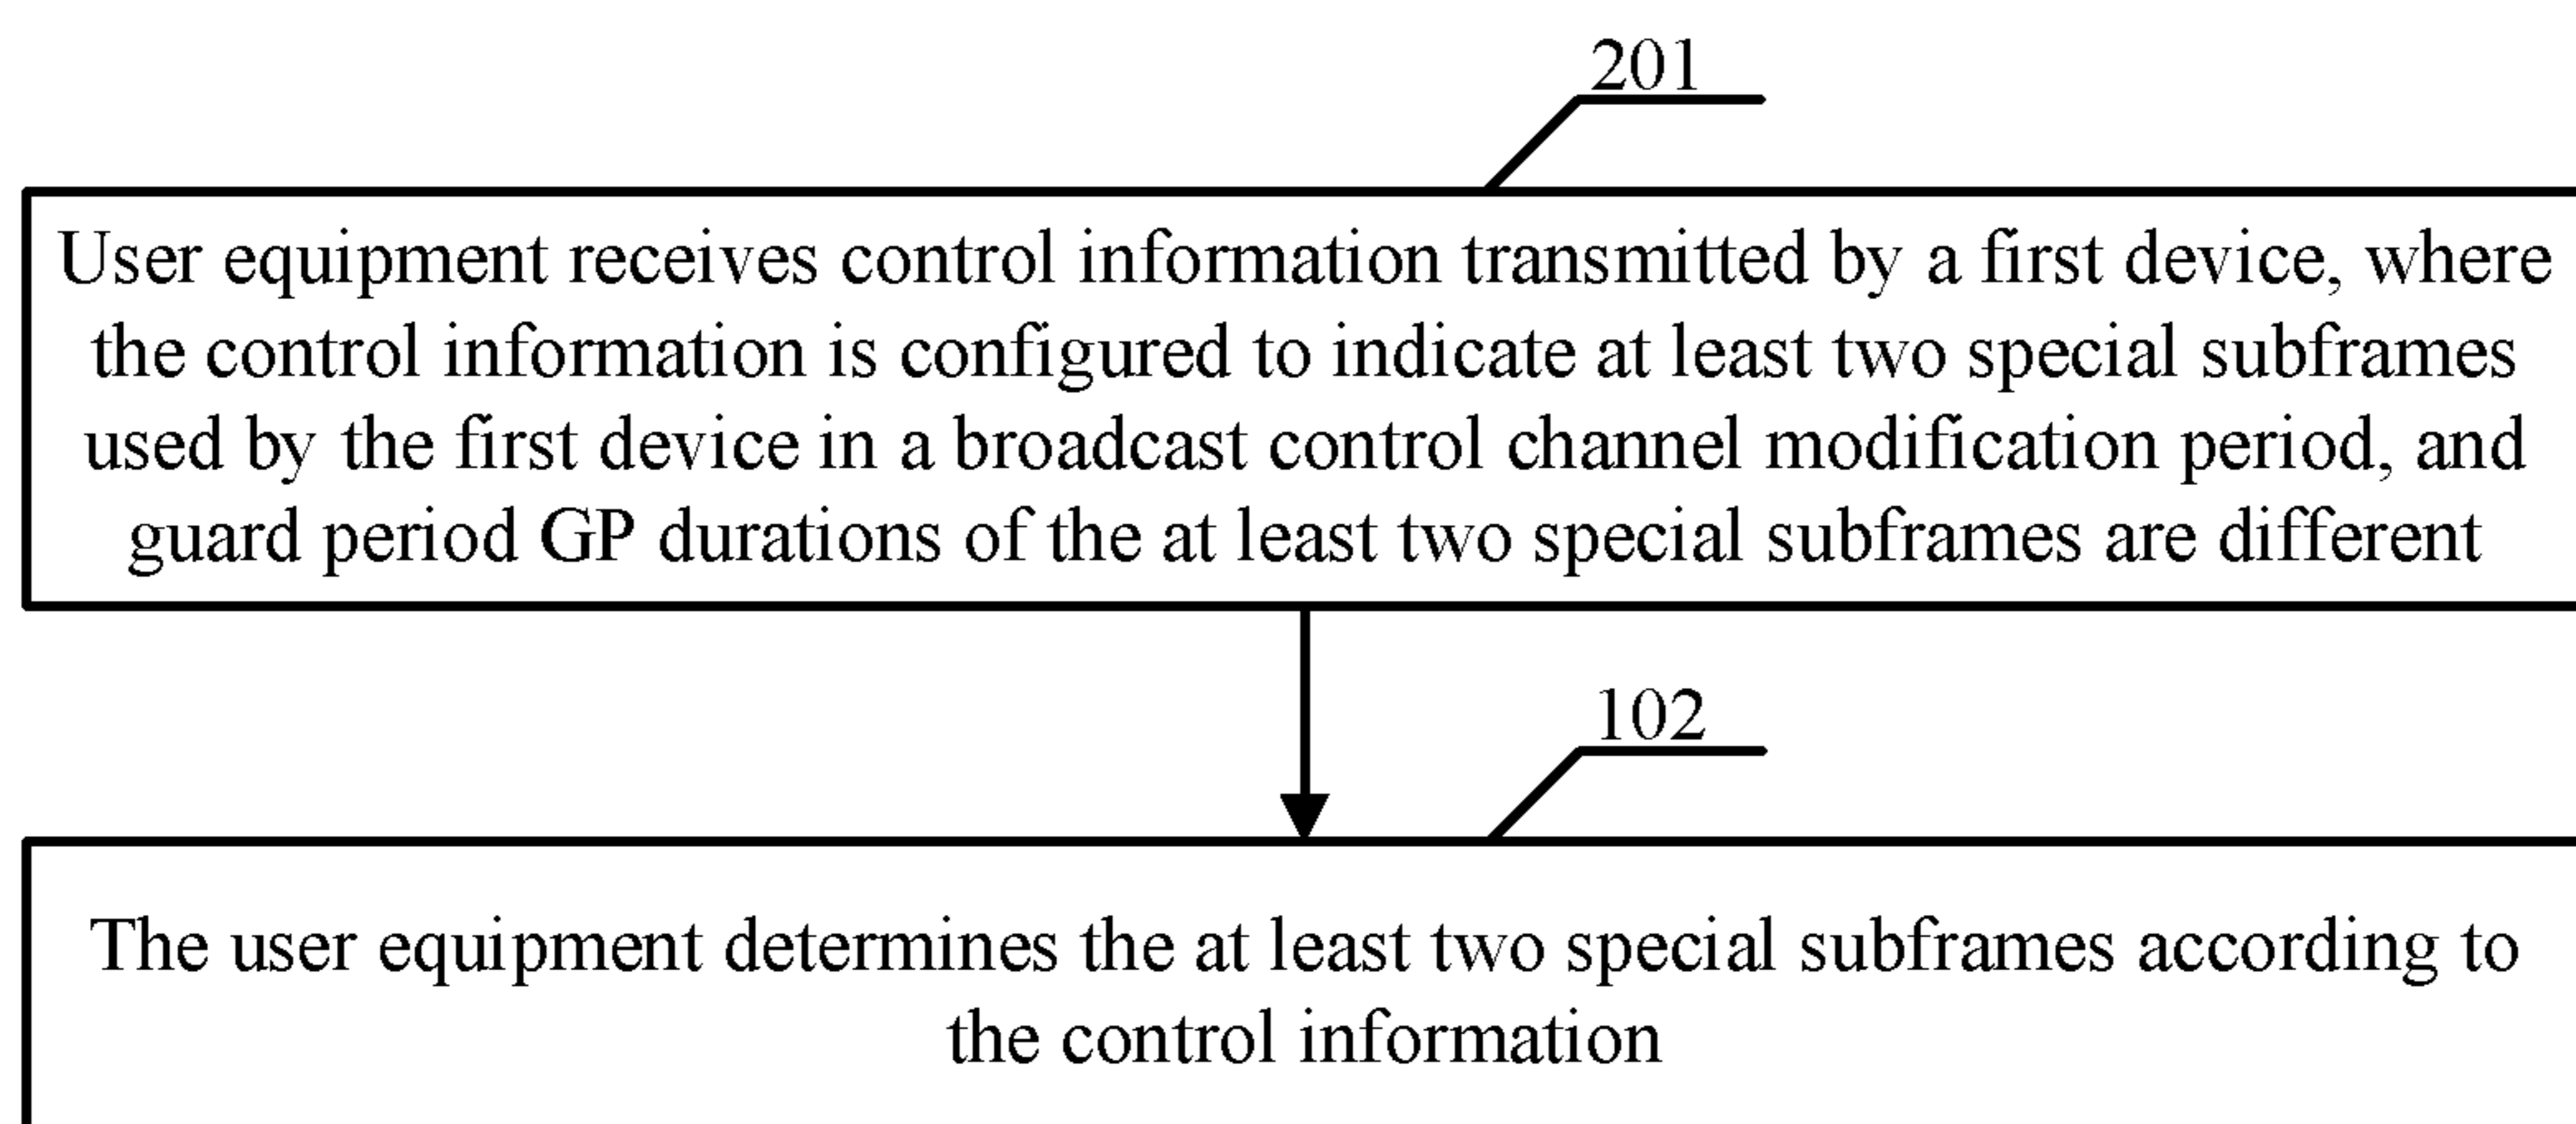 201
User equipment receives control information transmitted by a first device, where
the control information is configured to indicate at least two special subframes
used by the first device in a broadcast control channel modification period, and
guard period GP durations of the at least two special subframes are different
102
The user equipment determines the at least two special subframes according to
the control information